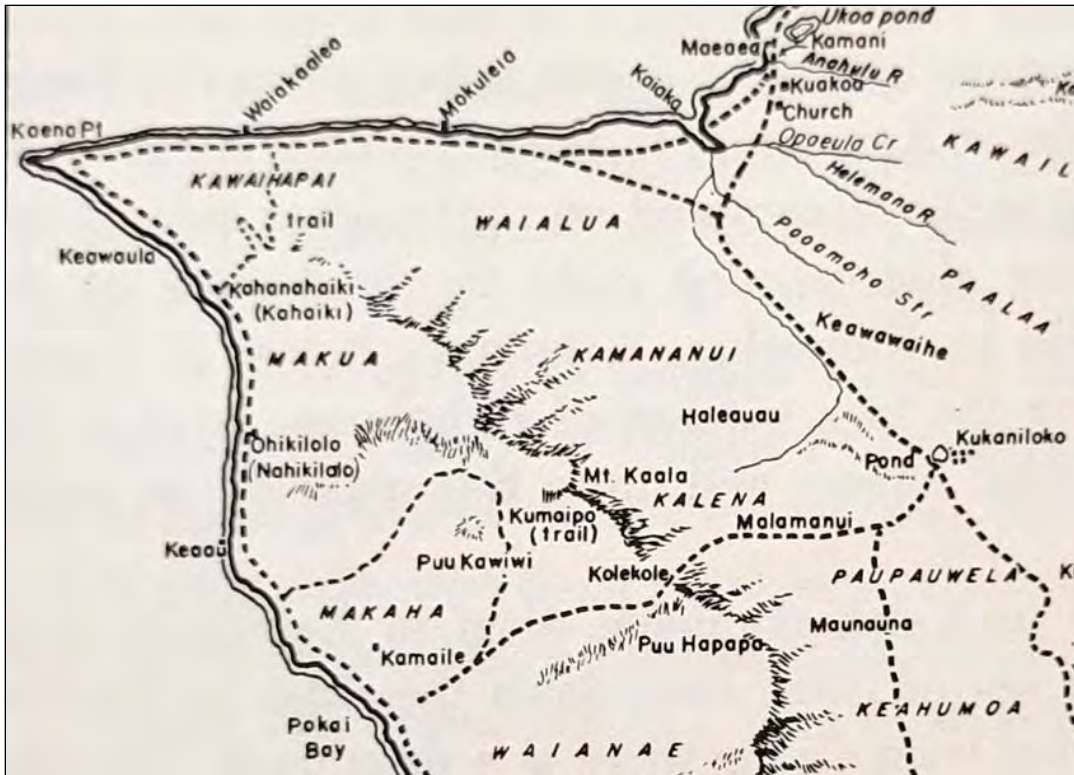 Ukoa pond
Maeaea
Kamani
Anahulu R
Kuakoa
Church
Kaiaka
Mokuleia
Waiakaalea
Kaena Pt
Opaeula Cr
KAWAIL
Helemano R
KAWAIHAPAI
trail
WAIALUA
Keawaula
Kahanahaiki
(Kahaiki)
Pooamoho Str
PAALAA
Keawawaihe
MAKUA
KAMANANUI
Haleauau
Ohikilolo
(Nahikilalo)
Kukaniloko
Pond
Mt. Kaala
KALENA
Kumaipo
(trail)
Malamanui
Keaau
Puu Kawiwi
Kolekole
PAUPAUWELA
MAKAHA
Maunauna
Kamaile
Puu Hapapa
Pokai
Bay
WAIANAE
KEAHUMOA